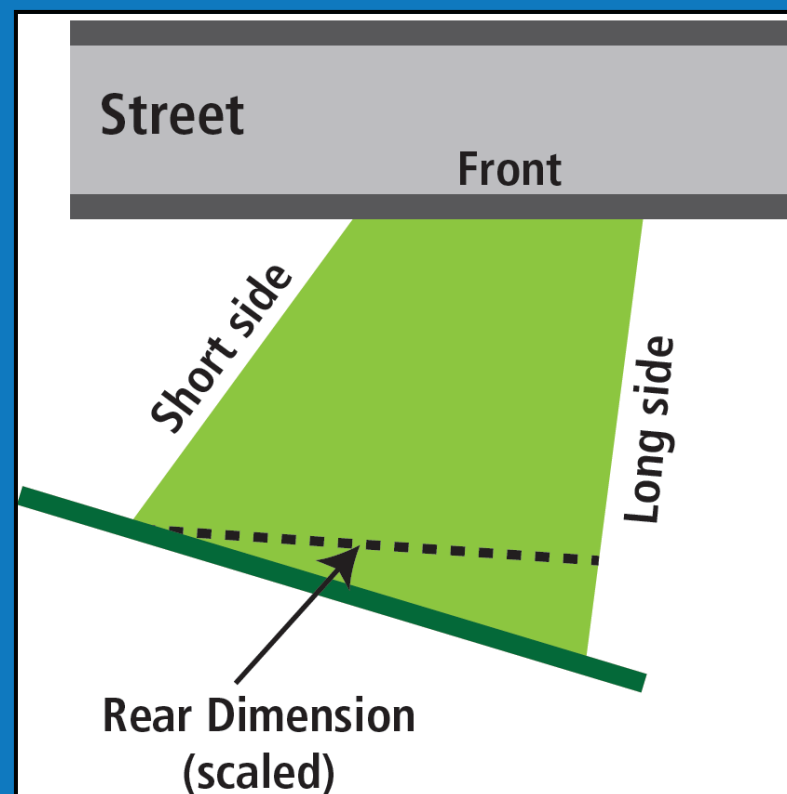 Street
Front
Short side
Long side
Rear Dimension
(scaled)